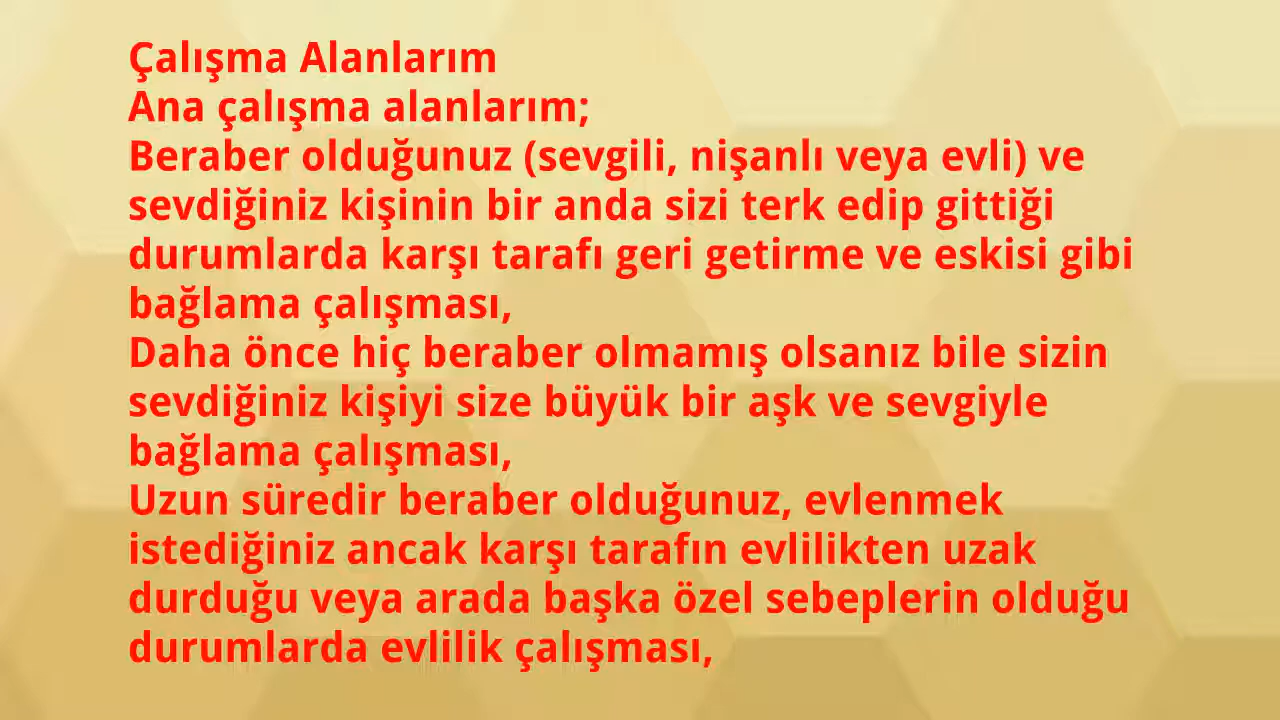 Çalışma Alanlarım
Ana çalışma alanlarım;
Beraber olduğunuz (sevgili, nişanlı veya evli) ve
sevdiğiniz kişinin bir anda sizi terk edip gittiği
durumlarda karşı tarafı geri getirme ve eskisi gibi
bağlama çalışması,
Daha önce hiç beraber olmamış olsanız bile sizin
sevdiğiniz kişiyi size büyük bir aşk ve sevgiyle
bağlama çalışması,
Uzun süredir beraber olduğunuz, evlenmek
istediğiniz ancak karşı tarafın evlilikten uzak
durduğu veya arada başka özel sebeplerin olduğu
durumlarda evlilik çalışması,